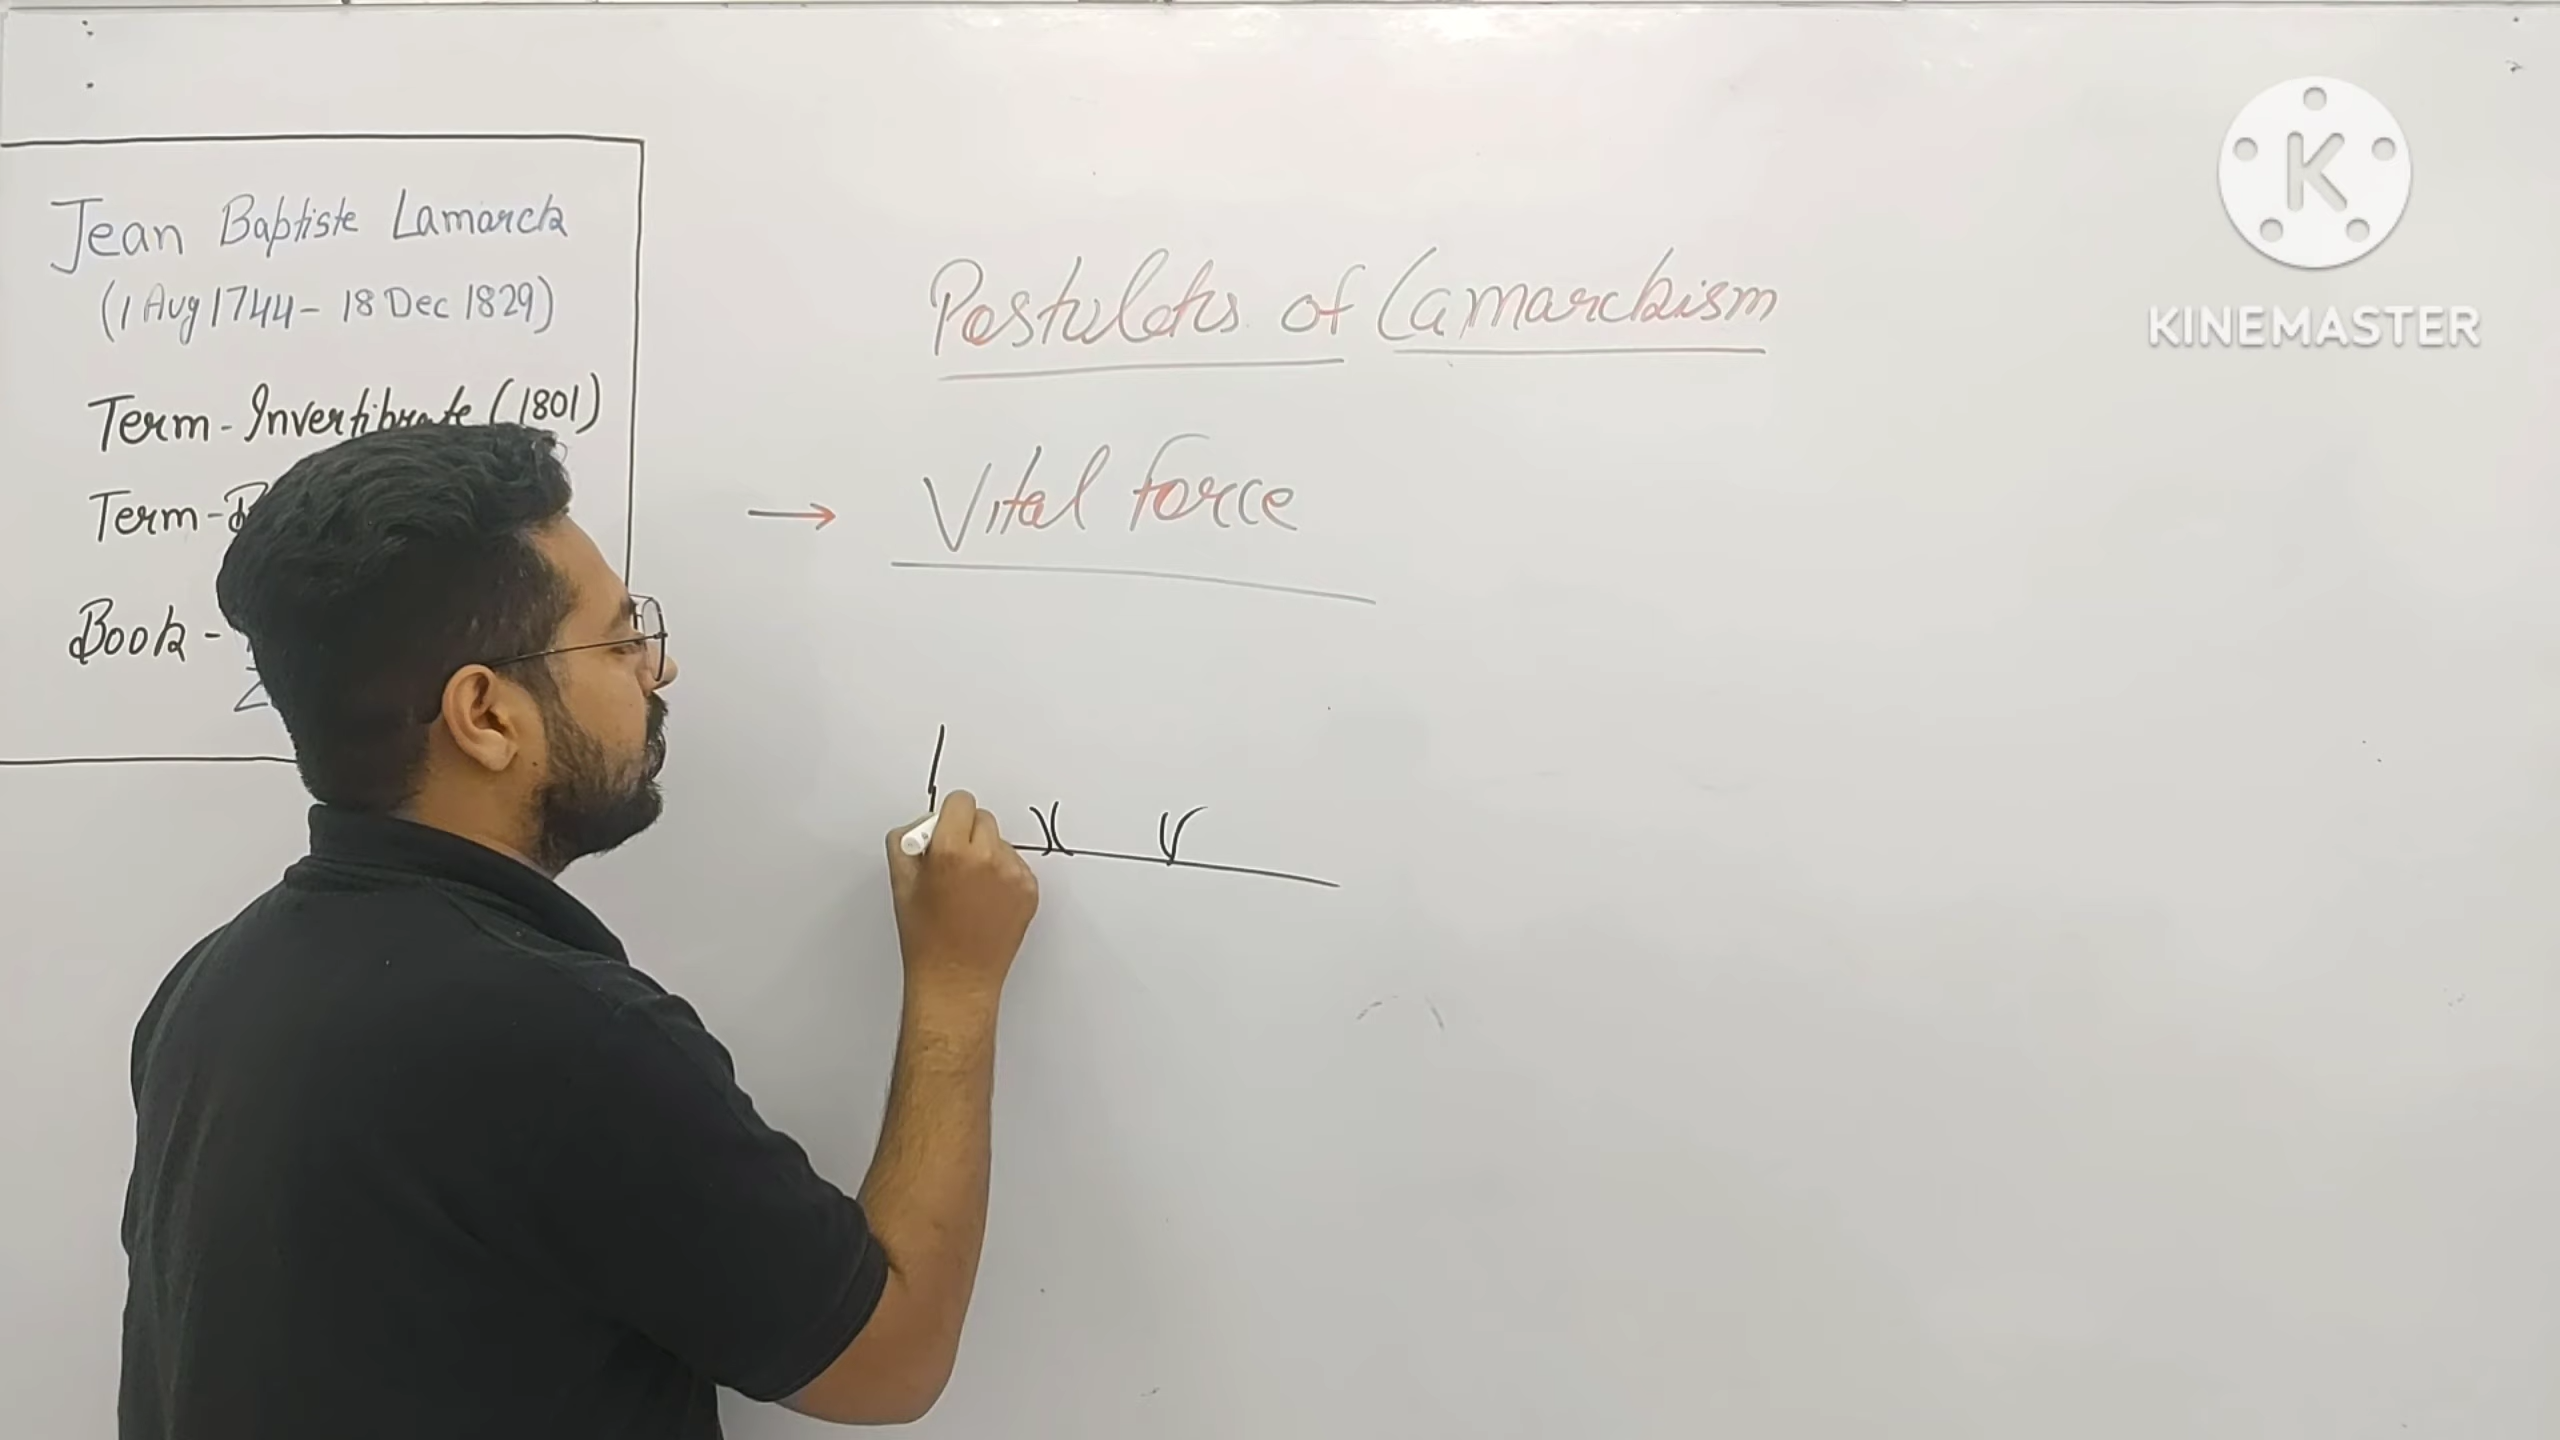 Jean Baptiste Lamarck
(1 Aug 1744 - 18 Dec 1829)
Term - Invertibrate (1801)
Term -
Book -
Postulates of Lamarckism
→ Vital force
K
KINEMASTER